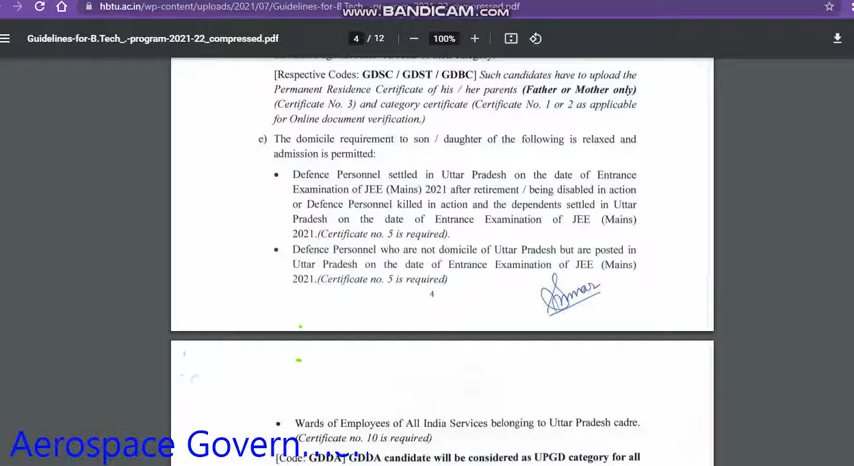 hbtu.ac.in/wp-content/uploads/2021/07/Guidelines-for-B.Tech_.-program-2021-22_compressed.pdf
www.BANDICAM.com
Guidelines-for-B.Tech_.-program-2021-22_compressed.pdf
4 / 12
100%
[Respective Codes: GDSC / GDST / GDBC] Such candidates have to upload the
Permanent Residence Certificate of his / her parents (Father or Mother only)
(Certificate No. 3) and category certificate (Certificate No. 1 or 2 as applicable
for Online document verification.)
e) The domicile requirement to son / daughter of the following is relaxed and
admission is permitted:
• Defence Personnel settled in Uttar Pradesh on the date of Entrance
Examination of JEE (Mains) 2021 after retirement / being disabled in action
or Defence Personnel killed in action and the dependents settled in Uttar
Pradesh on the date of Entrance Examination of JEE (Mains)
2021.(Certificate no. 5 is required).
• Defence Personnel who are not domicile of Uttar Pradesh but are posted in
Uttar Pradesh on the date of Entrance Examination of JEE (Mains)
2021.(Certificate no. 5 is required)
4
• Wards of Employees of All India Services belonging to Uttar Pradesh cadre.
(Certificate no. 10 is required)
[Code: GDDA] GDDA candidate will be considered as UPGD category for all
Aerospace Govern...